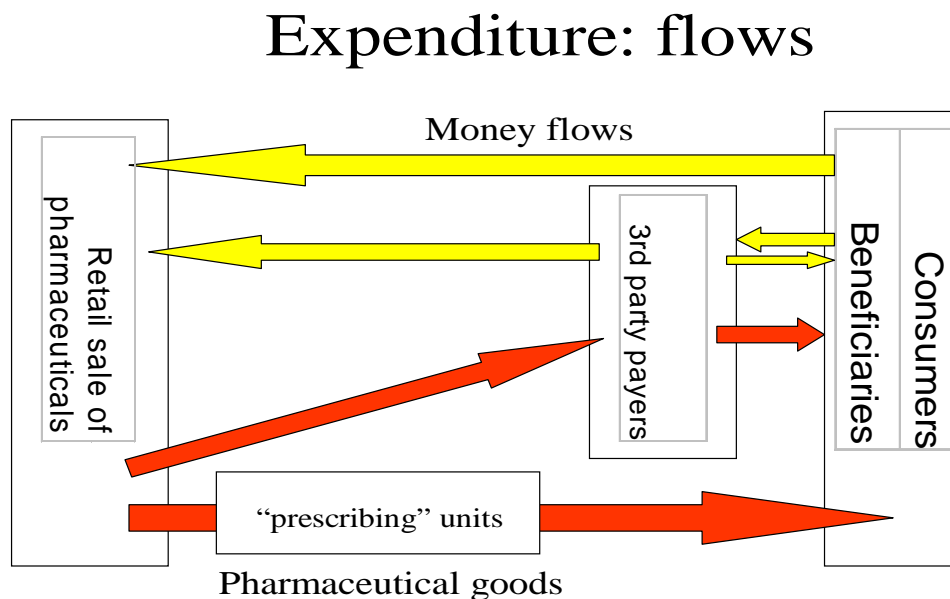 Expenditure: flows
Money flows
Retail sale of
pharmaceuticals
3rd party payers
Beneficiaries
Consumers
“prescribing” units
Pharmaceutical goods